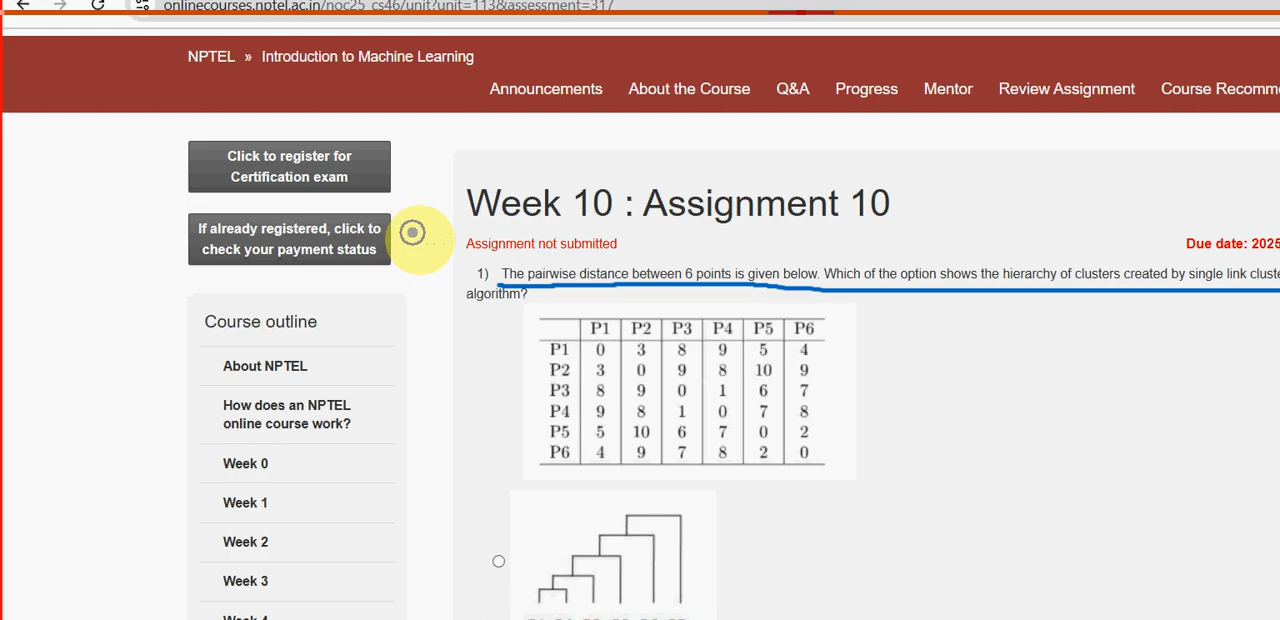 onlinecourses.nptel.ac.in/noc25_cs46/unit?unit=113&assessment=317
NPTEL » Introduction to Machine Learning
Announcements About the Course Q&A Progress Mentor Review Assignment Course Recomm
Click to register for
Certification exam
If already registered, click to
check your payment status
Week 10 : Assignment 10
Assignment not submitted
Due date: 2025
1) The pairwise distance between 6 points is given below. Which of the option shows the hierarchy of clusters created by single link cluste
algorithm?
P1 P2 P3 P4 P5 P6
P1 0 3 8 9 5 4
P2 3 0 9 8 10 9
P3 8 9 0 1 6 7
P4 9 8 1 0 7 8
P5 5 10 6 7 0 2
P6 4 9 7 8 2 0
Course outline
About NPTEL
How does an NPTEL
online course work?
Week 0
Week 1
Week 2
Week 3